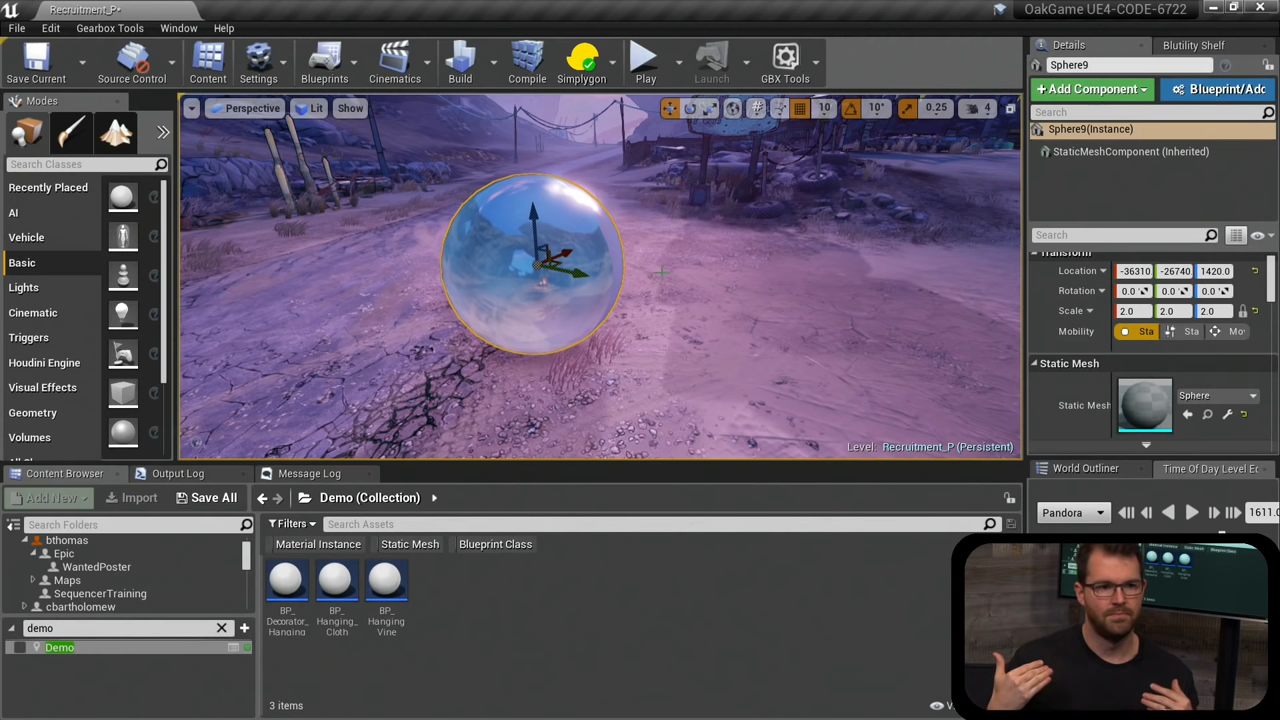 Recruitment_P•
OakGame UE4-CODE-6722
File Edit Gearbox Tools Window Help
Save Current Source Control Content Settings Blueprints Cinematics Build Compile Simplygon Play Launch GBX Tools
Modes
Search Classes
Recently Placed
AI
Vehicle
Basic
Lights
Cinematic
Triggers
Houdini Engine
Visual Effects
Geometry
Volumes
Perspective Lit Show 10 10° 0.25 4
Level: Recruitment_P (Persistent)
Details Blutility Shelf
Sphere9
+Add Component Blueprint/Adc
Search
Sphere9(Instance)
StaticMeshComponent (Inherited)
Search
Transform
Location -36310 -26740 1420.0
Rotation 0.0 0.0 0.0
Scale 2.0 2.0 2.0
Mobility Sta Sta Mo
Static Mesh
Static Mesh Sphere
World Outliner Time Of Day Level Ec
Pandora 1611.0
Content Browser Output Log Message Log
Add New Import Save All Demo (Collection)
Search Folders
bthomas
Epic
WantedPoster
Maps
SequencerTraining
cbartholomew
demo
Demo
Filters Search Assets
Material Instance Static Mesh Blueprint Class
BP_
Decorator_
Hanging
BP_
Hanging_
Cloth
BP_
Hanging
Vine
3 items